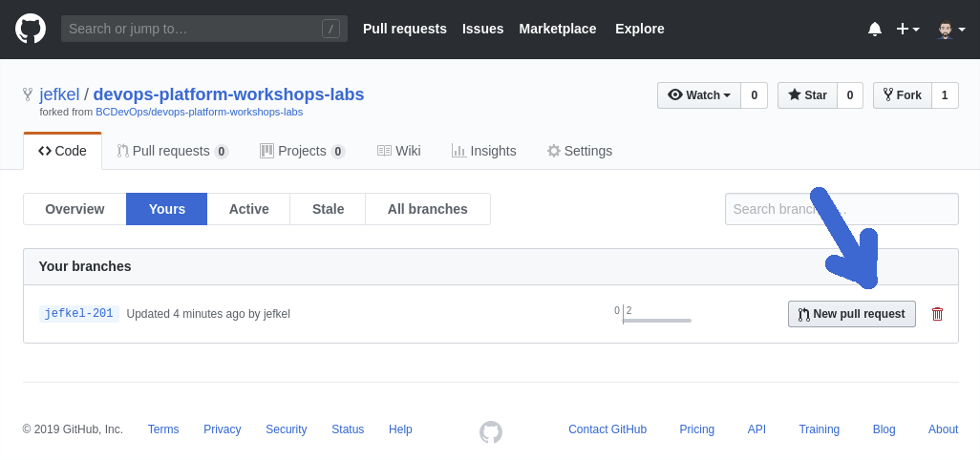 Search or jump to… / Pull requests Issues Marketplace Explore
jefkel / devops-platform-workshops-labs
Watch 0 Star 0 Fork 1
forked from BCDevOps/devops-platform-workshops-labs
Code Pull requests 0 Projects 0 Wiki Insights Settings
Overview Yours Active Stale All branches Search
Your branches
jefkel-201 Updated 4 minutes ago by jefkel 0 2 New pull request
© 2019 GitHub, Inc. Terms Privacy Security Status Help Contact GitHub Pricing API Training Blog About